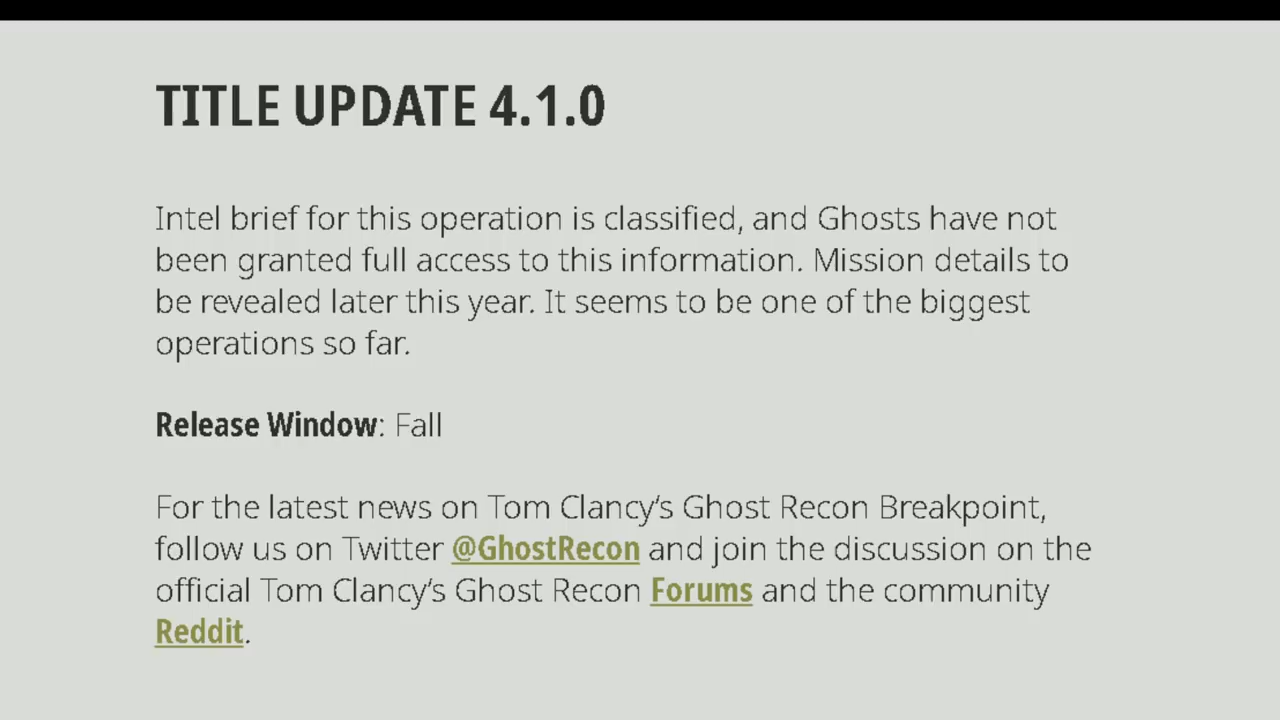 TITLE UPDATE 4.1.0
Intel brief for this operation is classified, and Ghosts have not
been granted full access to this information. Mission details to
be revealed later this year. It seems to be one of the biggest
operations so far.
Release Window: Fall
For the latest news on Tom Clancy’s Ghost Recon Breakpoint,
follow us on Twitter @GhostRecon and join the discussion on the
official Tom Clancy’s Ghost Recon Forums and the community
Reddit.